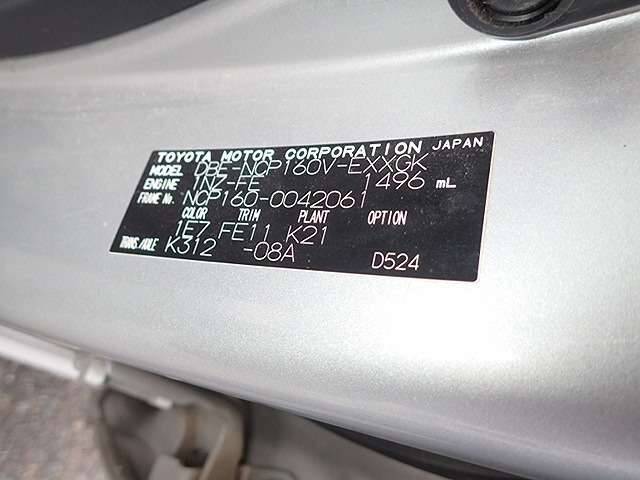 TOYOTA MOTOR CORPORATION JAPAN
MODEL DBE-NCP160V-EXXGK
ENGINE 1NZ-FE 1496 mL
FRAME No. NCP160-0042061
COLOR TRIM PLANT OPTION
1E7 FE11 K21
TRANS/AXLE K312 -08A D524